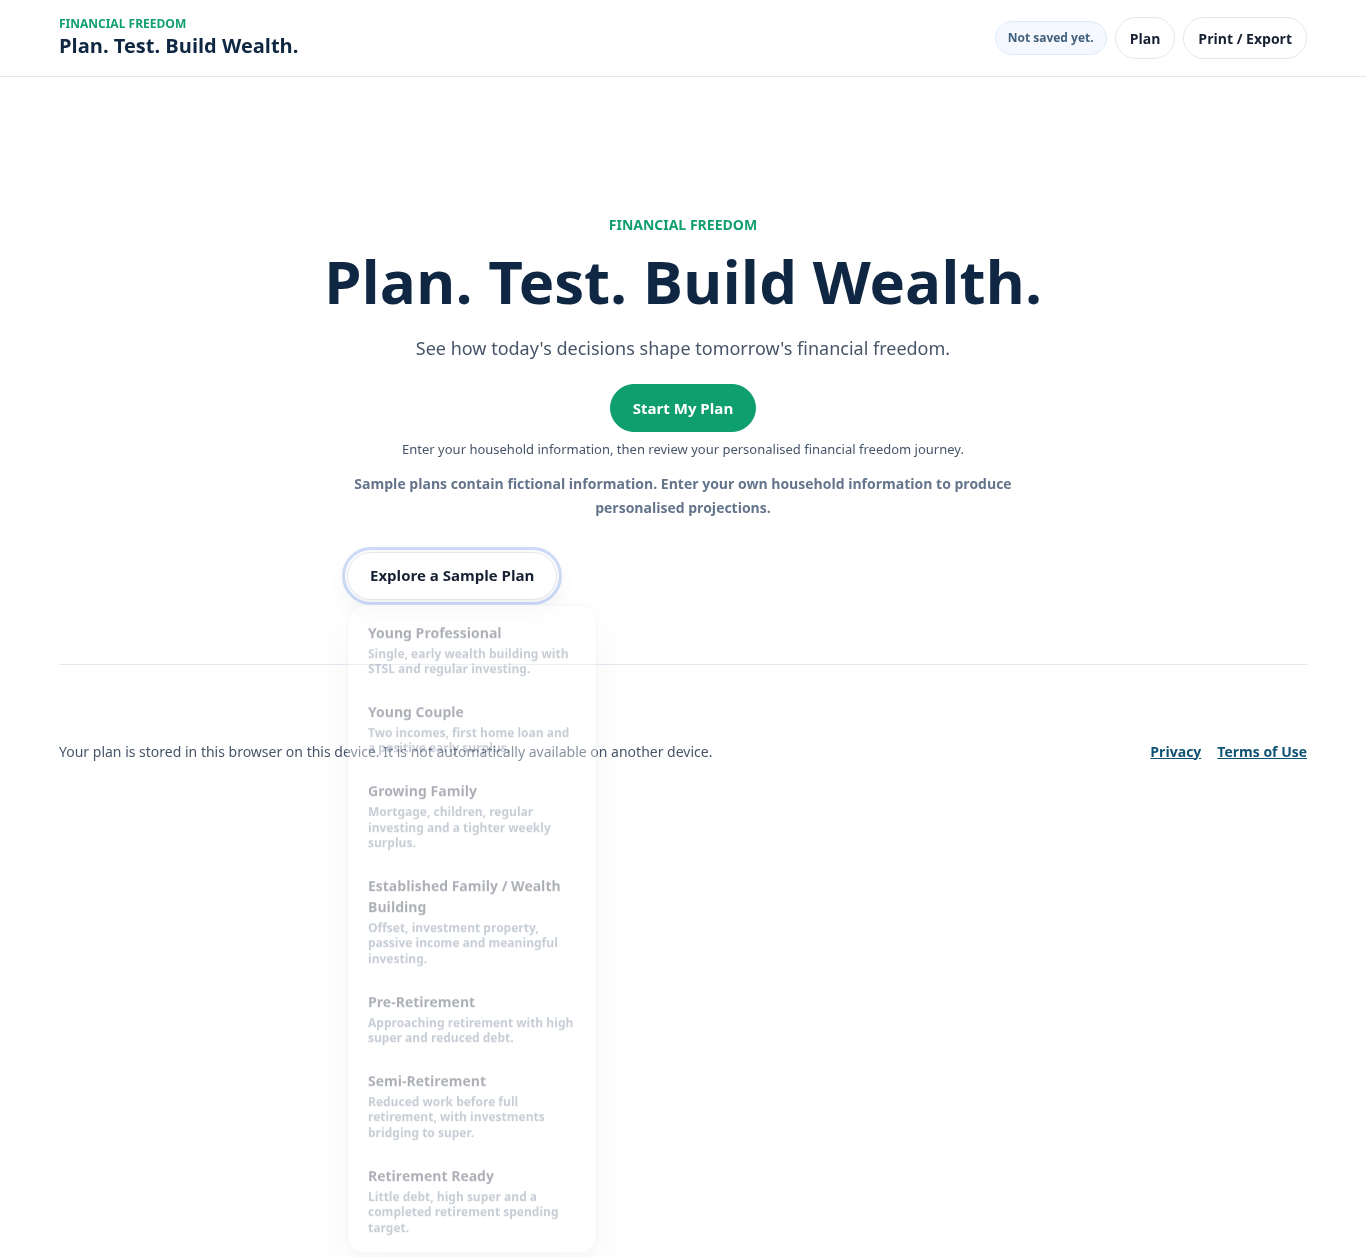 FINANCIAL FREEDOM
Plan. Test. Build Wealth.
Not saved yet.
Plan
Print / Export
FINANCIAL FREEDOM
Plan. Test. Build Wealth.
See how today's decisions shape tomorrow's financial freedom.
Start My Plan
Enter your household information, then review your personalised financial freedom journey.
Sample plans contain fictional information. Enter your own household information to produce
personalised projections.
Explore a Sample Plan
Young Professional
Single, early wealth building with
STSL and regular investing.
Young Couple
Two incomes, first home loan and
a positive early surplus.
Your plan is stored in this browser on this device. It is not automatically available on another device.
Privacy
Terms of Use
Growing Family
Mortgage, children, regular
investing and a tighter weekly
surplus.
Established Family / Wealth
Building
Offset, investment property,
passive income and meaningful
investing.
Pre-Retirement
Approaching retirement with high
super and reduced debt.
Semi-Retirement
Reduced work before full
retirement, with investments
bridging to super.
Retirement Ready
Little debt, high super and a
completed retirement spending
target.